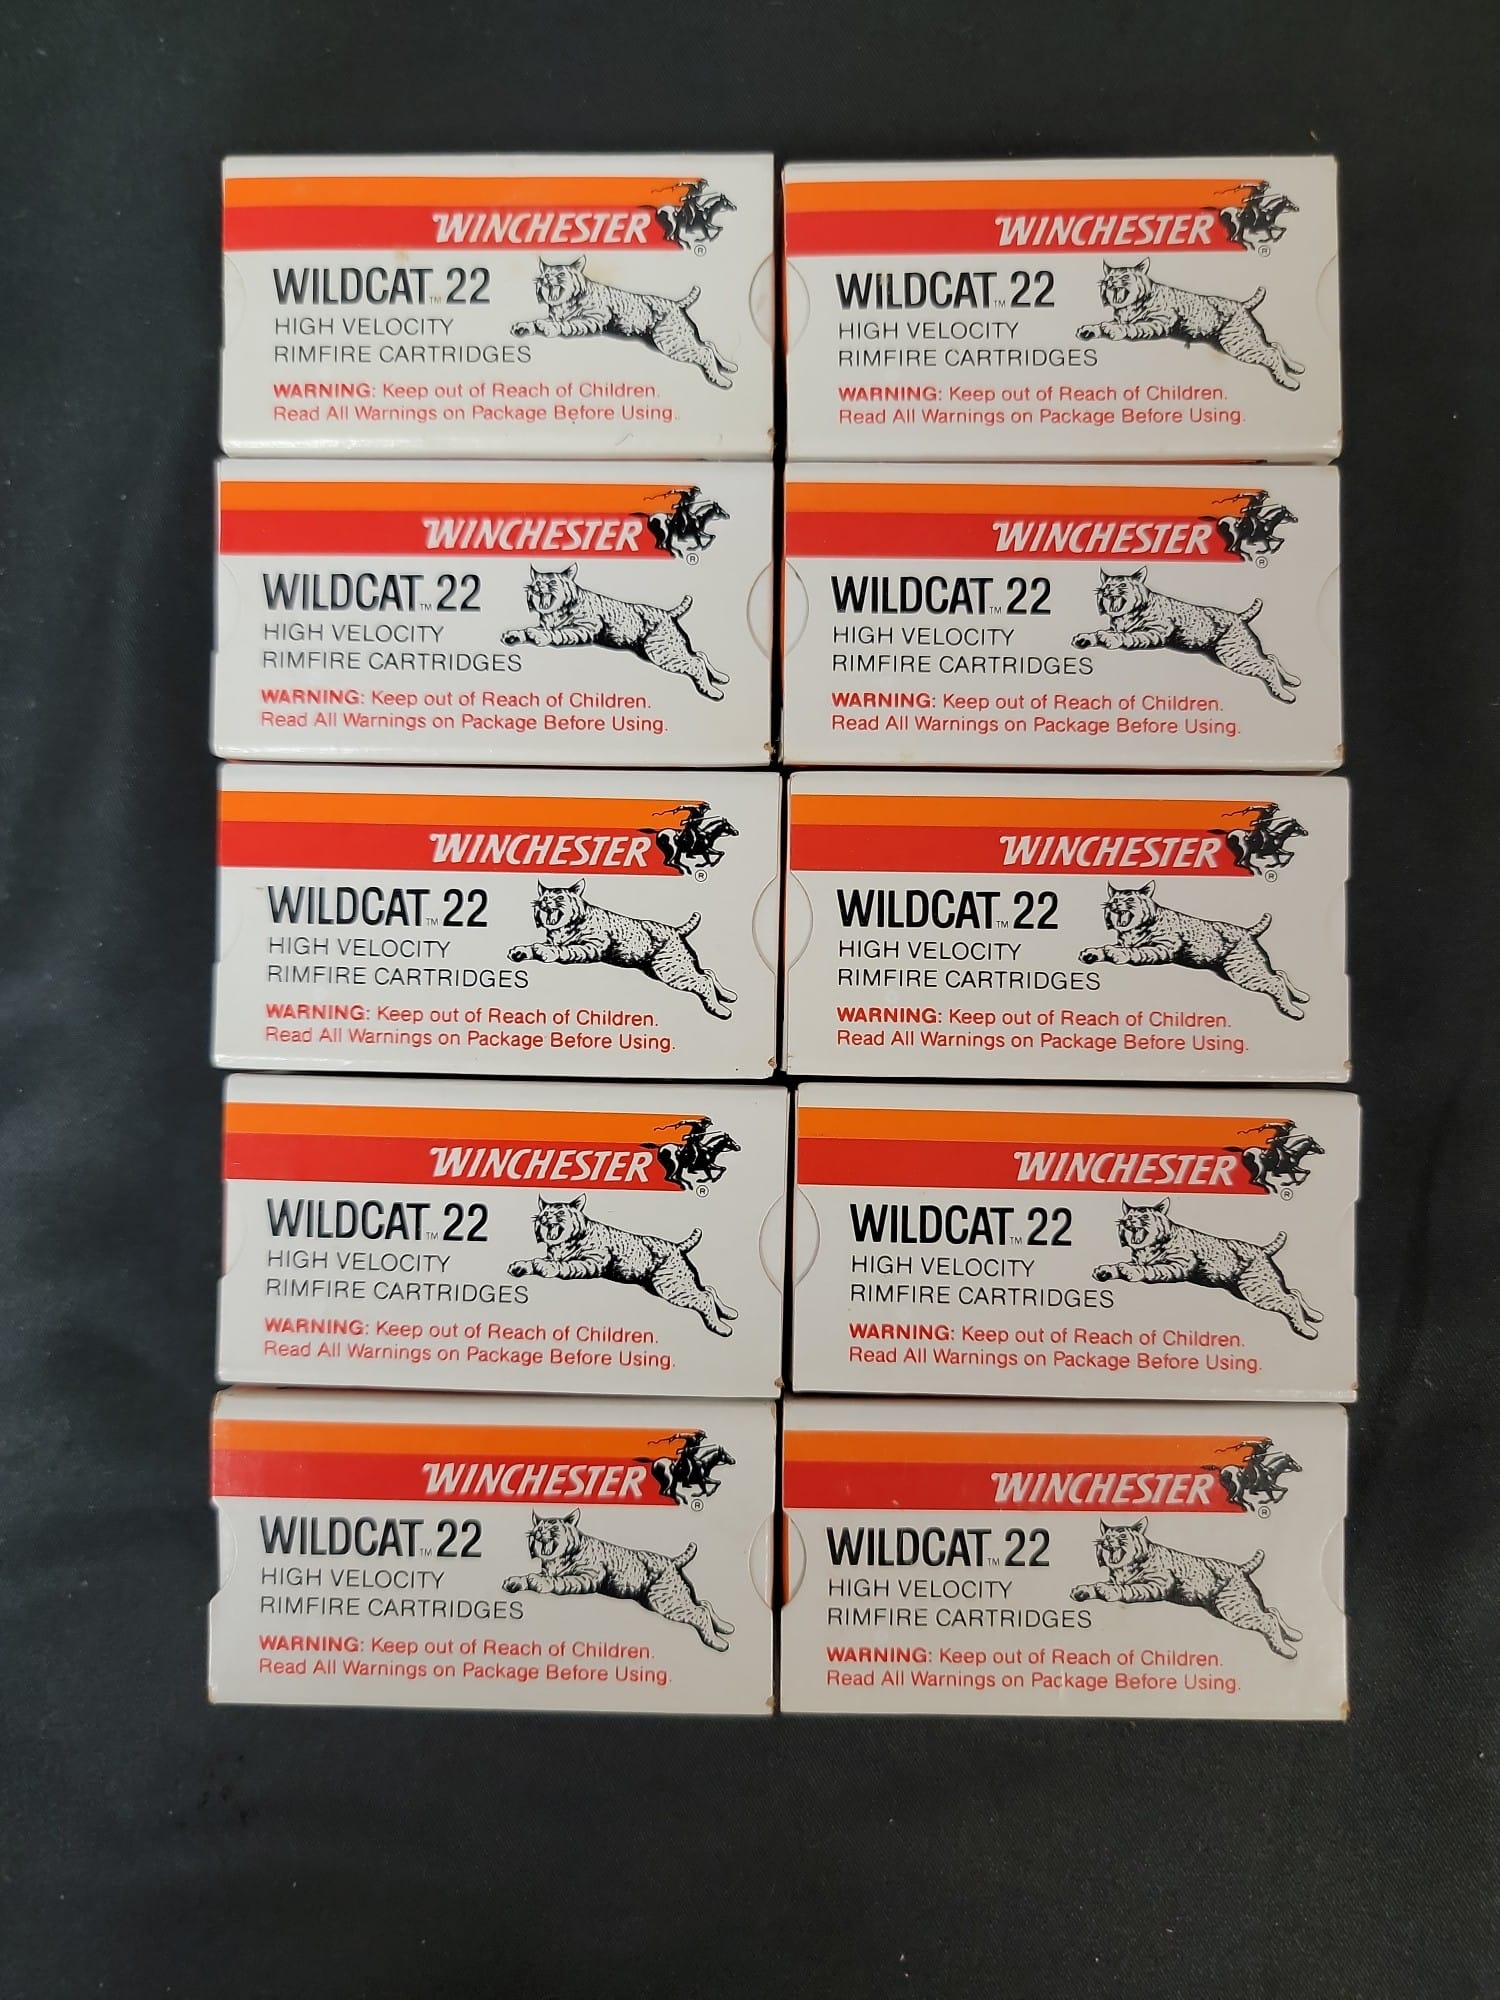 WINCHESTER
®
WILDCAT™ 22
HIGH VELOCITY
RIMFIRE CARTRIDGES
WARNING: Keep out of Reach of Children.
Read All Warnings on Package Before Using.
WINCHESTER
®
WILDCAT™ 22
HIGH VELOCITY
RIMFIRE CARTRIDGES
WARNING: Keep out of Reach of Children.
Read All Warnings on Package Before Using.
WINCHESTER
®
WILDCAT™ 22
HIGH VELOCITY
RIMFIRE CARTRIDGES
WARNING: Keep out of Reach of Children.
Read All Warnings on Package Before Using.
WINCHESTER
®
WILDCAT™ 22
HIGH VELOCITY
RIMFIRE CARTRIDGES
WARNING: Keep out of Reach of Children.
Read All Warnings on Package Before Using.
WINCHESTER
®
WILDCAT™ 22
HIGH VELOCITY
RIMFIRE CARTRIDGES
WARNING: Keep out of Reach of Children.
Read All Warnings on Package Before Using.
WINCHESTER
®
WILDCAT™ 22
HIGH VELOCITY
RIMFIRE CARTRIDGES
WARNING: Keep out of Reach of Children.
Read All Warnings on Package Before Using.
WINCHESTER
®
WILDCAT™ 22
HIGH VELOCITY
RIMFIRE CARTRIDGES
WARNING: Keep out of Reach of Children.
Read All Warnings on Package Before Using.
WINCHESTER
®
WILDCAT™ 22
HIGH VELOCITY
RIMFIRE CARTRIDGES
WARNING: Keep out of Reach of Children.
Read All Warnings on Package Before Using.
WINCHESTER
®
WILDCAT™ 22
HIGH VELOCITY
RIMFIRE CARTRIDGES
WARNING: Keep out of Reach of Children.
Read All Warnings on Package Before Using.
WINCHESTER
®
WILDCAT™ 22
HIGH VELOCITY
RIMFIRE CARTRIDGES
WARNING: Keep out of Reach of Children.
Read All Warnings on Package Before Using.